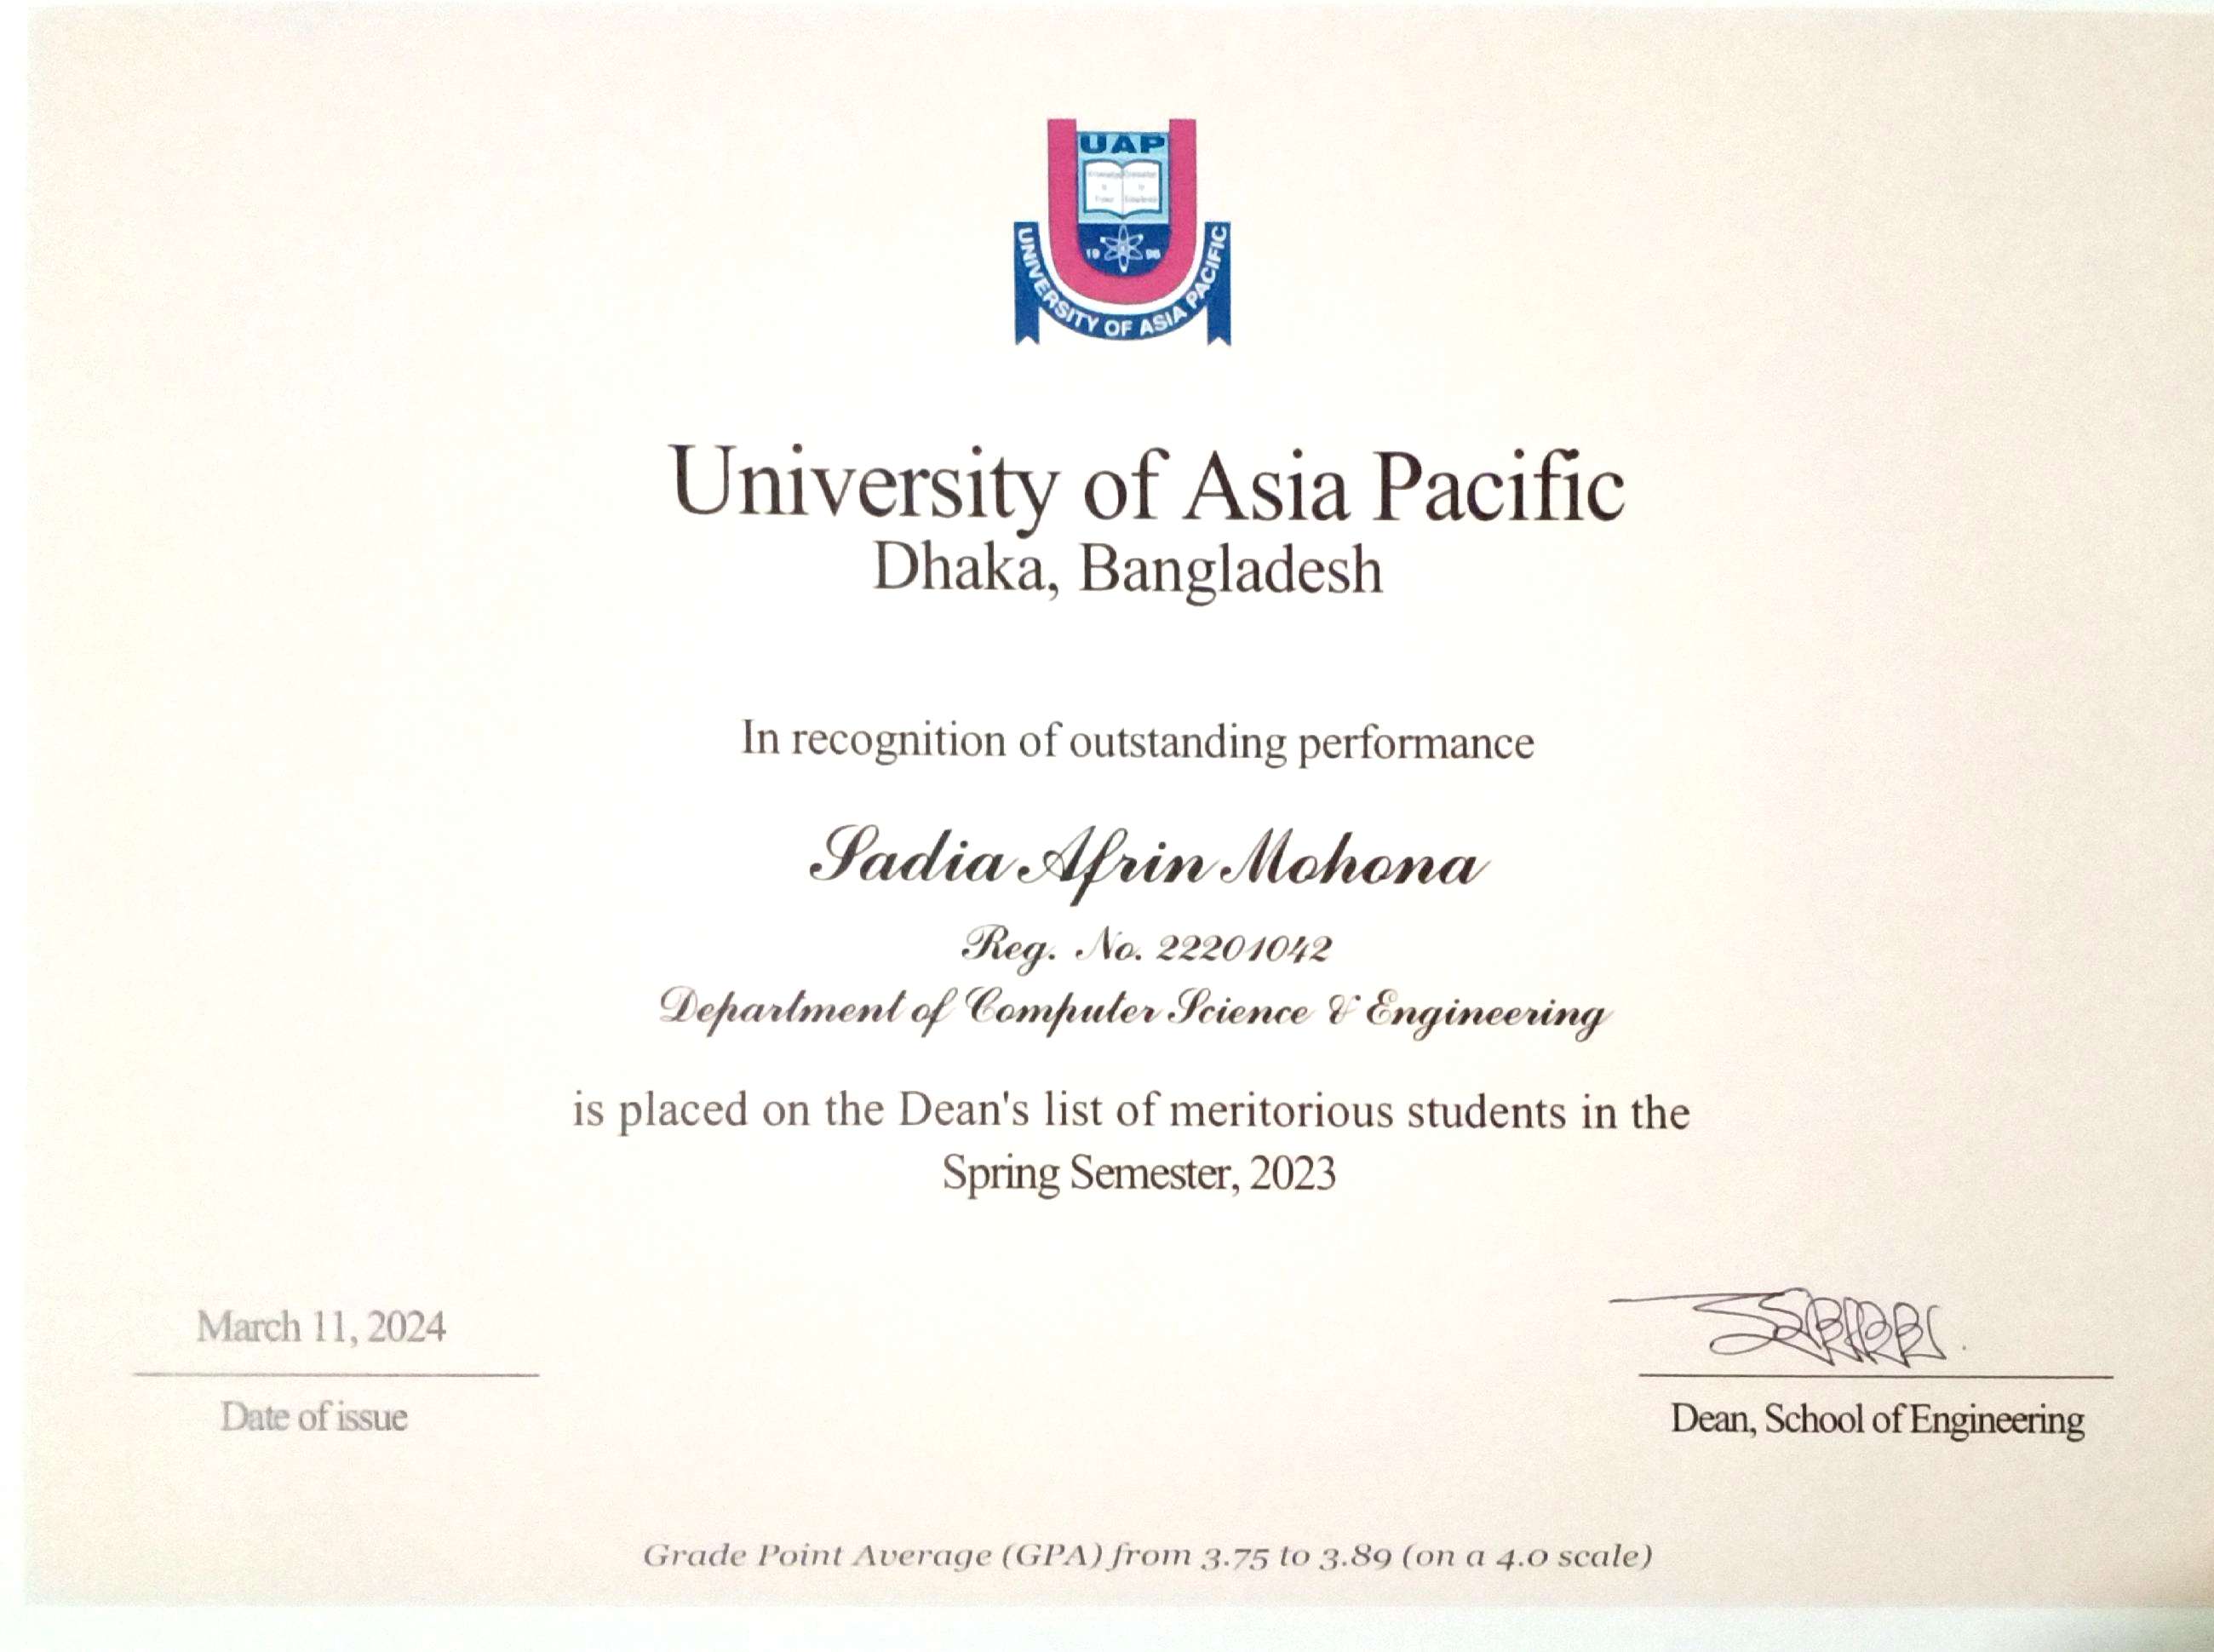 UAP
19 96
UNIVERSITY OF ASIA PACIFIC
University of Asia Pacific
Dhaka, Bangladesh
In recognition of outstanding performance
Sadia Afrin Mohona
Reg. No. 22201042
Department of Computer Science & Engineering
is placed on the Dean's list of meritorious students in the
Spring Semester, 2023
March 11, 2024
Date of issue
Dean, School of Engineering
Grade Point Average (GPA) from 3.75 to 3.89 (on a 4.0 scale)